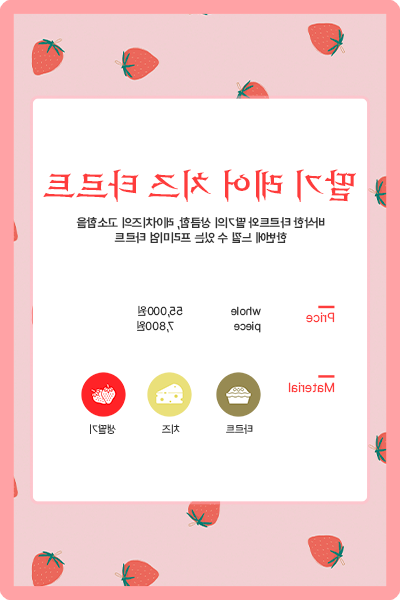 딸기 레어 치즈 타르트
바삭한 타르트와 딸기의 상큼함, 레어치즈의 고소함을
한번에 느낄 수 있는 프리미엄 타르트
Price
whole 55,000원
piece 7,800원
Material
타르트 치즈 생딸기